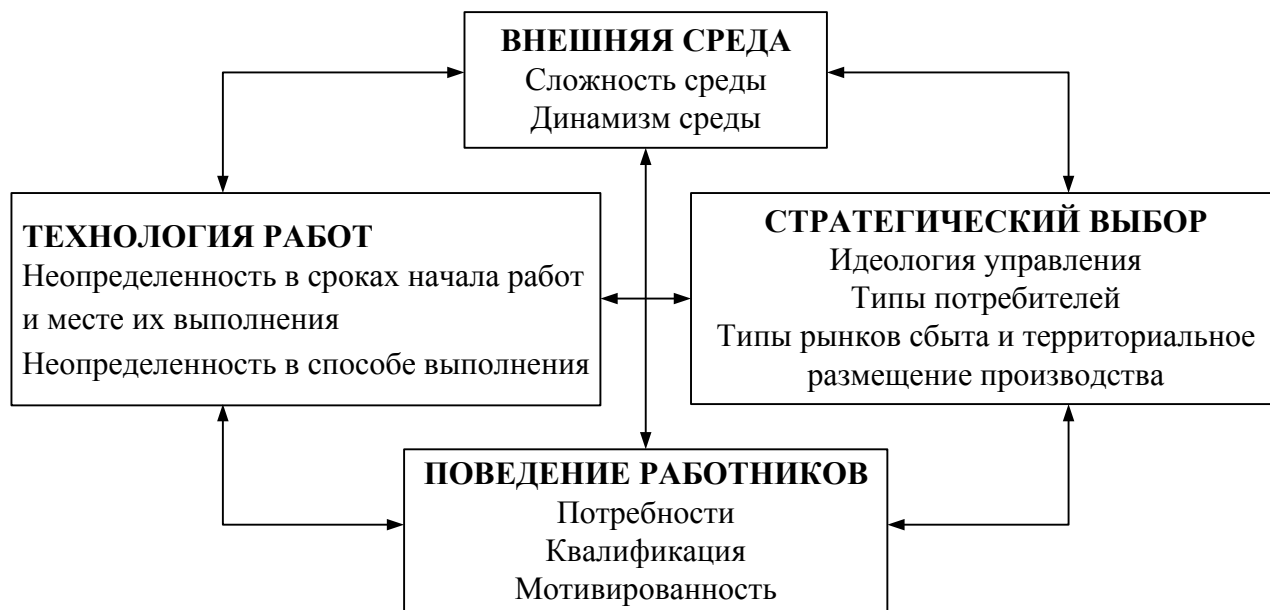 ВНЕШНЯЯ СРЕДА
Сложность среды
Динамизм среды
ТЕХНОЛОГИЯ РАБОТ
Неопределенность в сроках начала работ
и месте их выполнения
Неопределенность в способе выполнения
СТРАТЕГИЧЕСКИЙ ВЫБОР
Идеология управления
Типы потребителей
Типы рынков сбыта и территориальное
размещение производства
ПОВЕДЕНИЕ РАБОТНИКОВ
Потребности
Квалификация
Мотивированность